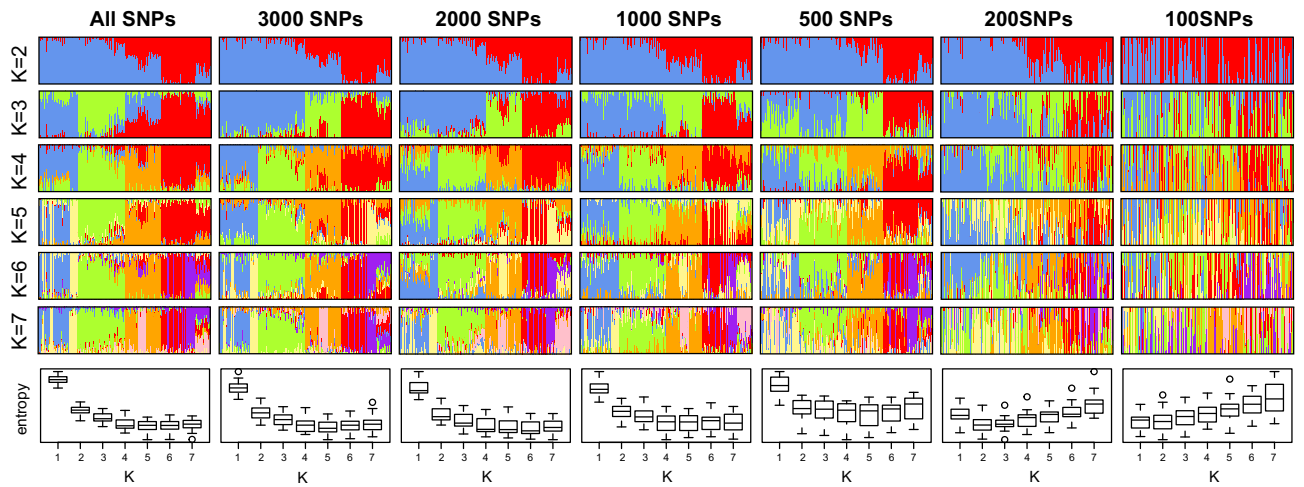 All SNPs 3000 SNPs 2000 SNPs 1000 SNPs 500 SNPs 200SNPs 100SNPs
K=2
K=3
K=4
K=5
K=6
K=7
entropy
1 2 3 4 5 6 7 1 2 3 4 5 6 7 1 2 3 4 5 6 7 1 2 3 4 5 6 7 1 2 3 4 5 6 7 1 2 3 4 5 6 7 1 2 3 4 5 6 7
K K K K K K K